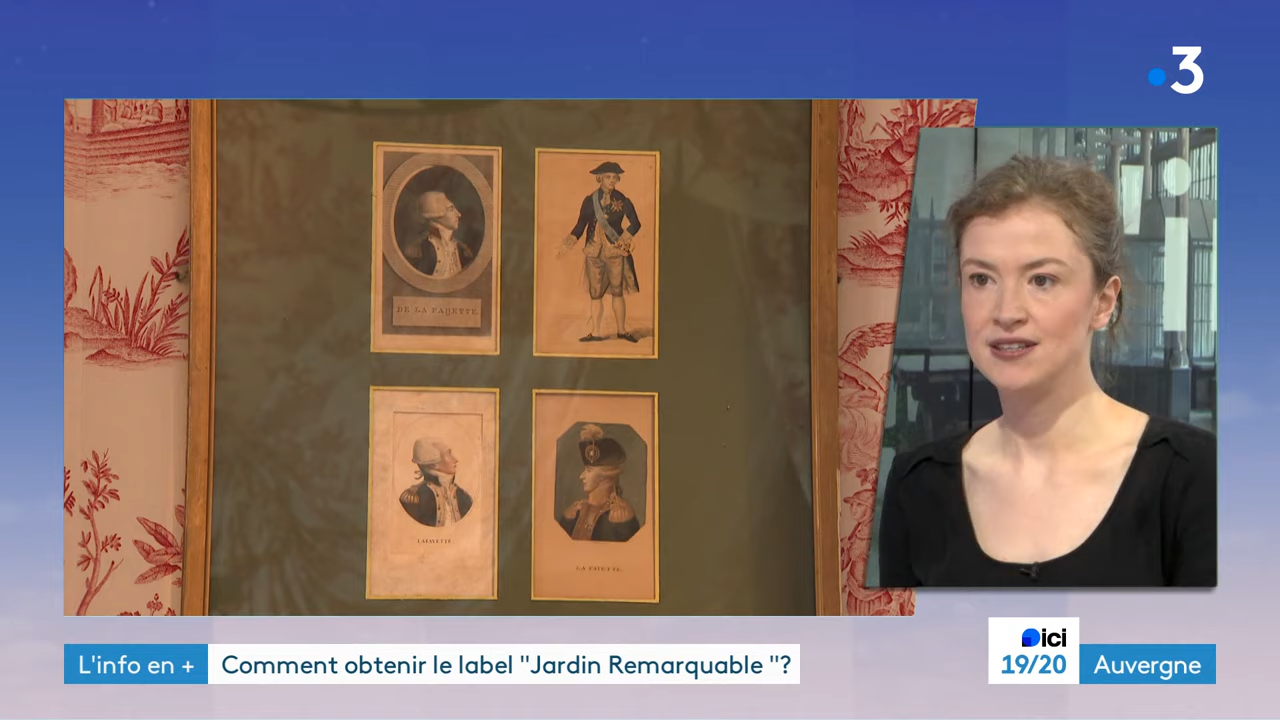 3
DE LA FAYETTE.
LAFAYETTE.
LA FAYETTE.
L'info en +
Comment obtenir le label "Jardin Remarquable "?
ici
19/20
Auvergne